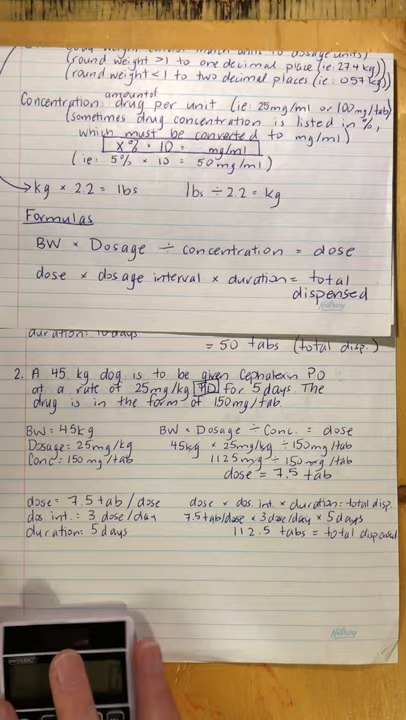 (round weight >1 to one decimal place (ie: 27.4 kg))
(round weight <1 to two decimal places (ie: 0.57 kg))
amount of
Concentration: drug per unit (ie: 25mg/ml or 100mg/tab)
(sometimes drug concentration is listed in %,
which must be converted to mg/ml)
X% × 10 = mg/ml
(ie: 5% × 10 = 50mg/ml)
kg × 2.2 = lbs lbs ÷ 2.2 = kg
Formulas
BW × Dosage ÷ concentration = dose
dose × dosage interval × duration = total
dispensed
Hilroy
duration: 10 days
= 50 tabs (total disp.)
2. A 45 kg dog is to be given Cephalexin PO
at a rate of 25mg/kg TID for 5 days. The
drug is in the form of 150mg/tab.
BW = 45kg BW × Dosage ÷ Conc. = dose
Dosage = 25mg/kg 45kg × 25mg/kg ÷ 150mg/tab
Conc = 150 mg/tab 1125mg ÷ 150mg/tab
dose = 7.5 tab
dose = 7.5 tab/dose dose × dos. int. × duration = total disp.
dos int.: 3 dose/day 7.5tab/dose × 3dose/day × 5days
duration: 5 days 112.5 tabs = total dispensed
Hilroy